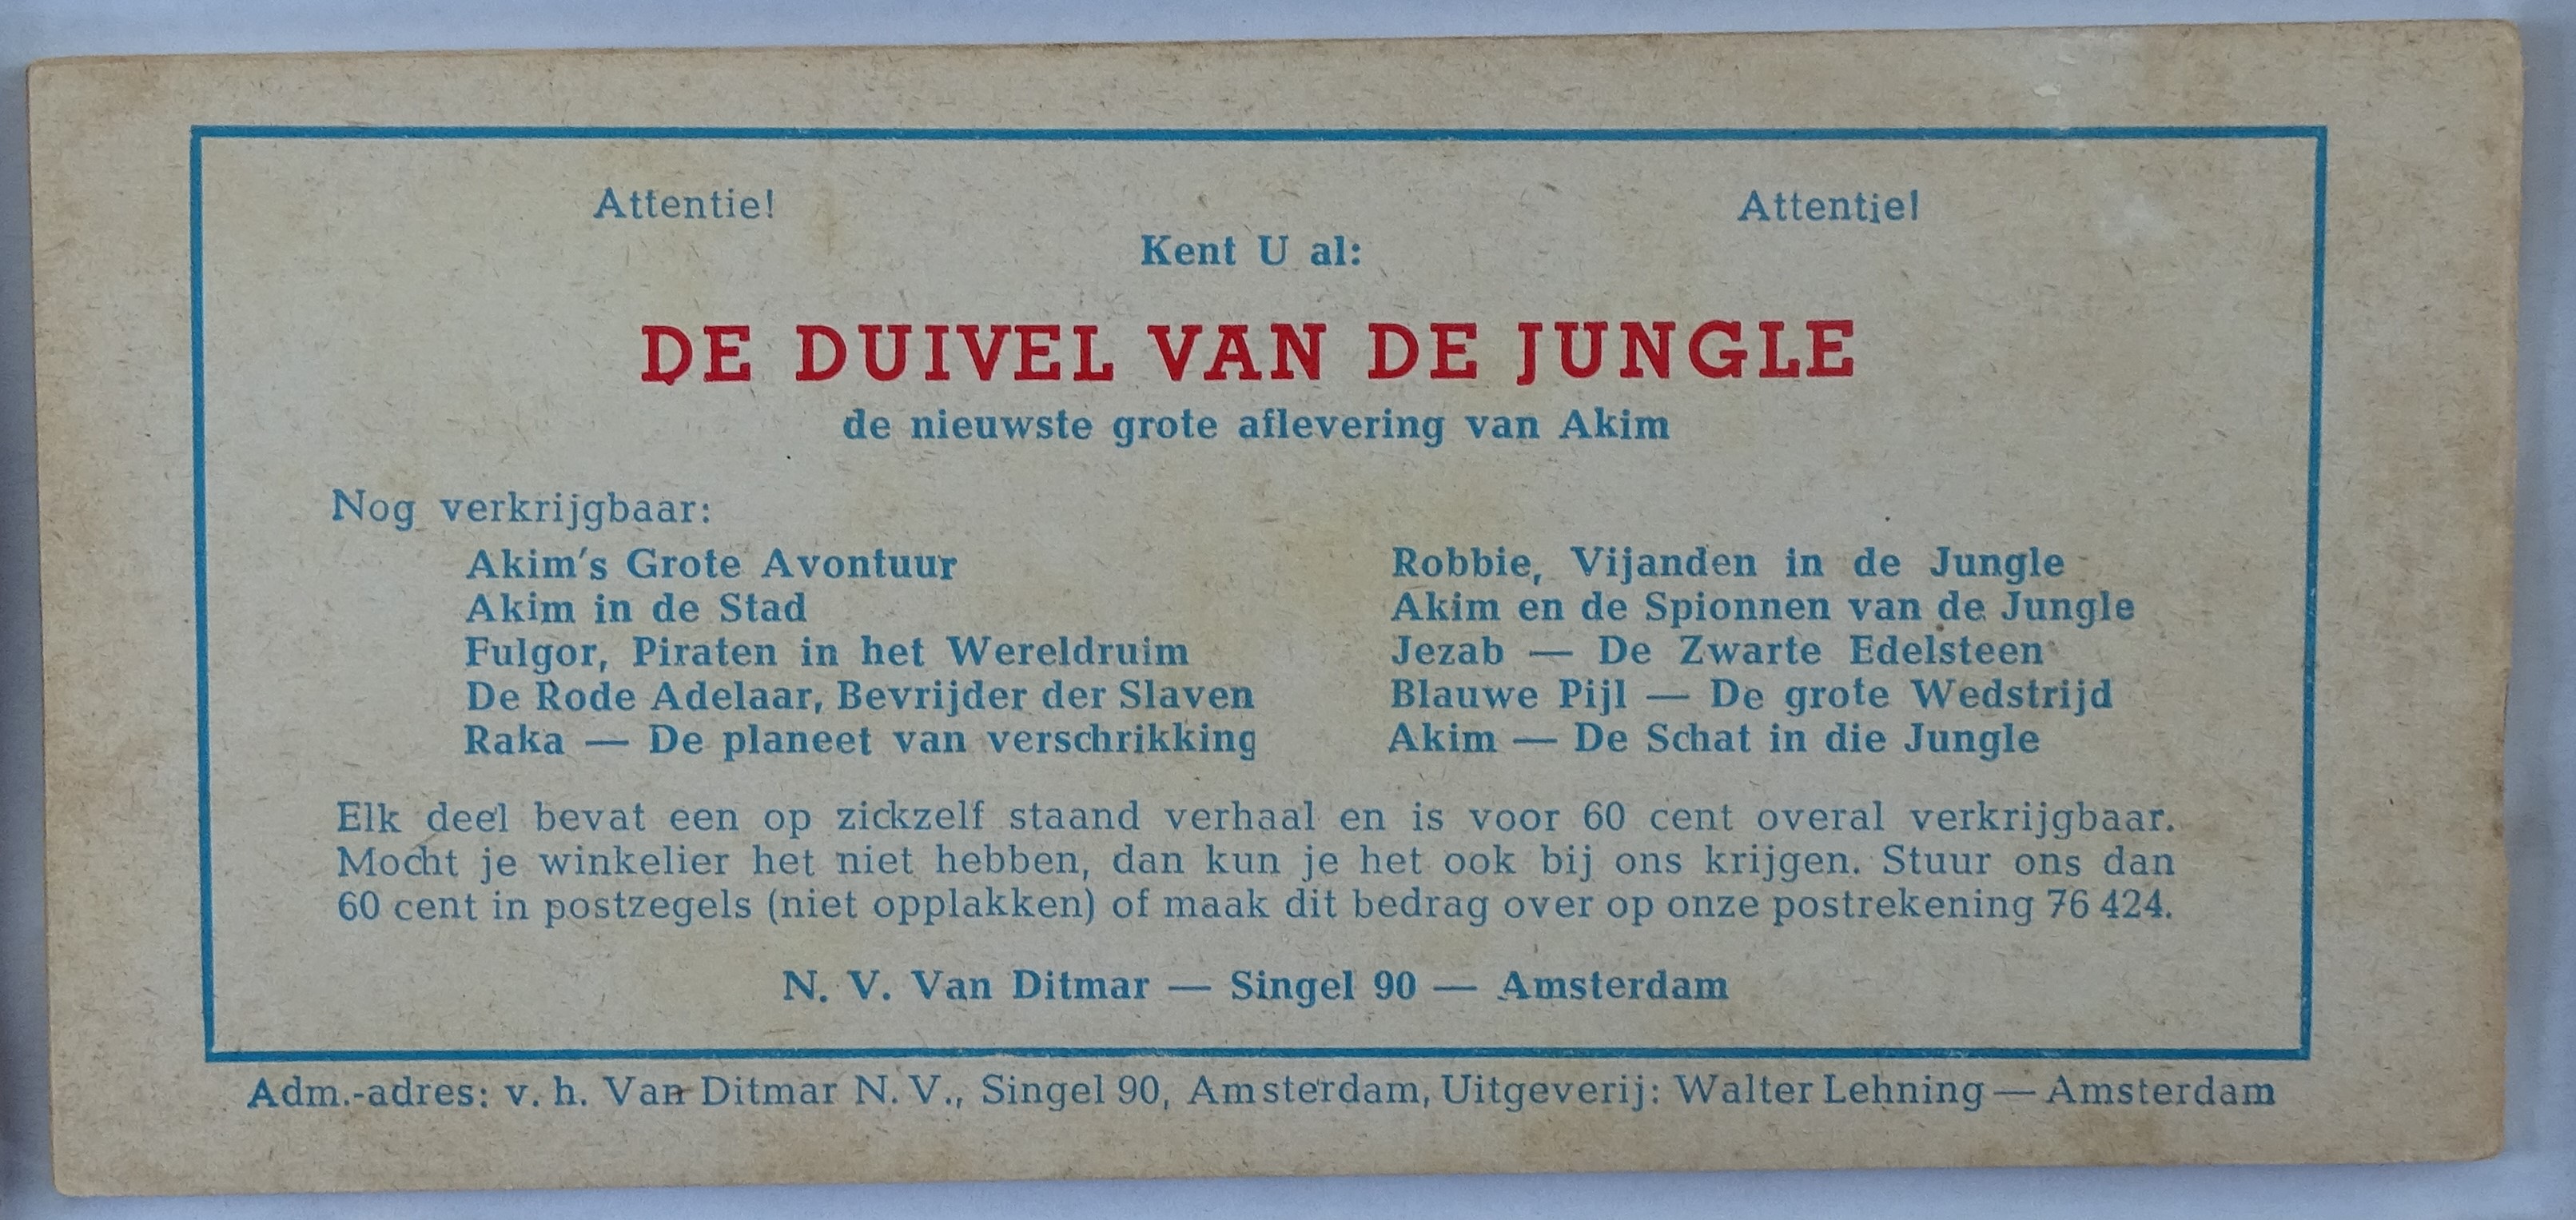 Attentie! Attentie!
Kent U al:
DE DUIVEL VAN DE JUNGLE
de nieuwste grote aflevering van Akim
Nog verkrijgbaar:
Akim's Grote Avontuur
Akim in de Stad
Fulgor, Piraten in het Wereldruim
De Rode Adelaar, Bevrijder der Slaven
Raka — De planeet van verschrikking
Robbie, Vijanden in de Jungle
Akim en de Spionnen van de Jungle
Jezab — De Zwarte Edelsteen
Blauwe Pijl — De grote Wedstrijd
Akim — De Schat in die Jungle
Elk deel bevat een op zickzelf staand verhaal en is voor 60 cent overal verkrijgbaar.
Mocht je winkelier het niet hebben, dan kun je het ook bij ons krijgen. Stuur ons dan
60 cent in postzegels (niet opplakken) of maak dit bedrag over op onze postrekening 76 424.
N. V. Van Ditmar — Singel 90 — Amsterdam
Adm.-adres: v. h. Van Ditmar N. V., Singel 90, Amsterdam, Uitgeverij: Walter Lehning — Amsterdam